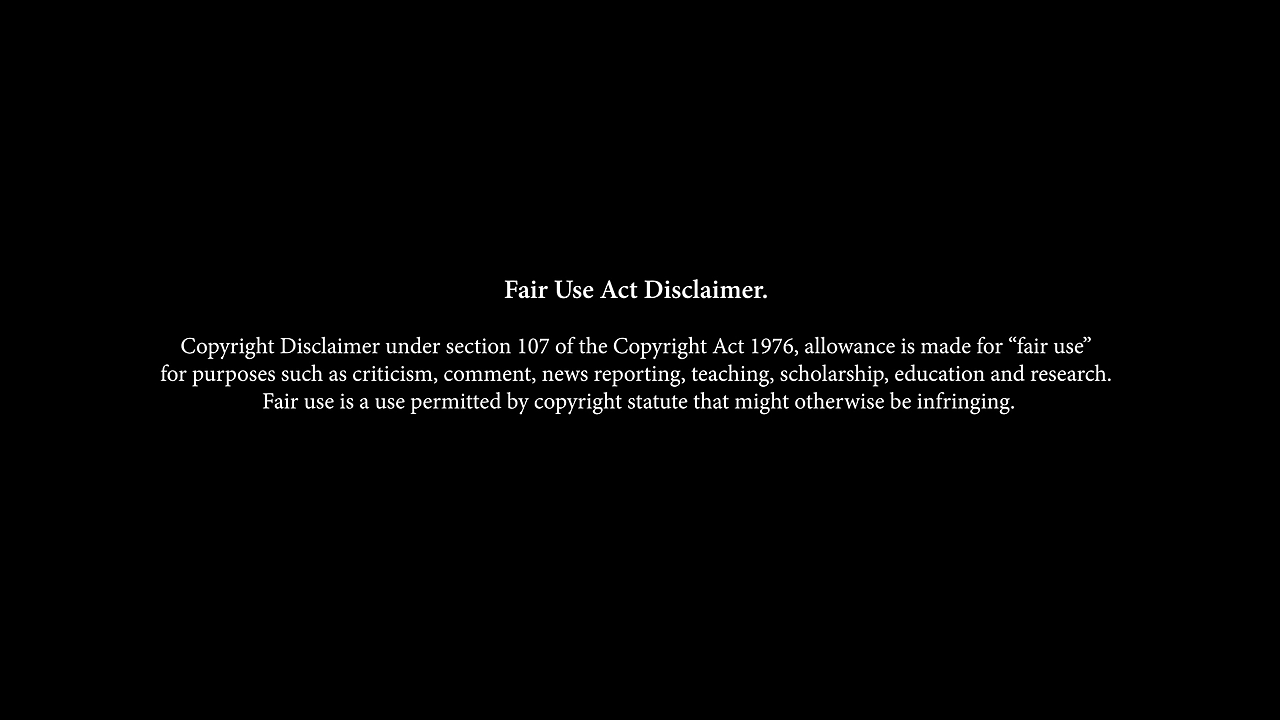 Fair Use Act Disclaimer.
Copyright Disclaimer under section 107 of the Copyright Act 1976, allowance is made for “fair use”
for purposes such as criticism, comment, news reporting, teaching, scholarship, education and research.
Fair use is a use permitted by copyright statute that might otherwise be infringing.